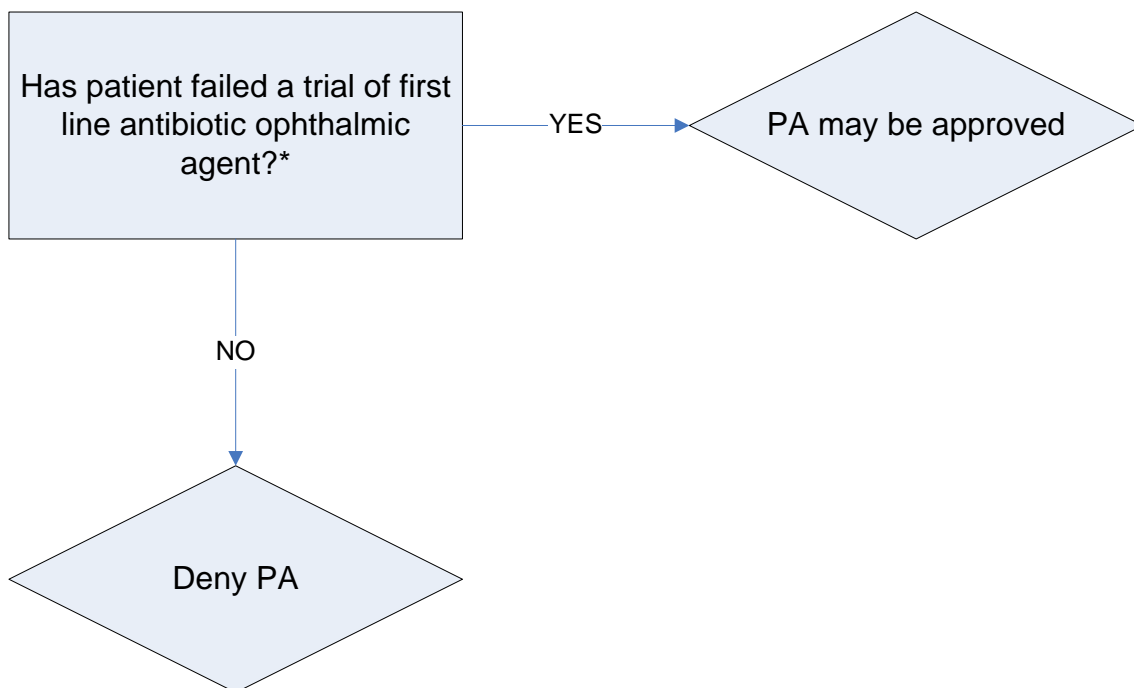 Has patient failed a trial of first
line antibiotic ophthalmic
agent?*
YES
PA may be approved
NO
Deny PA